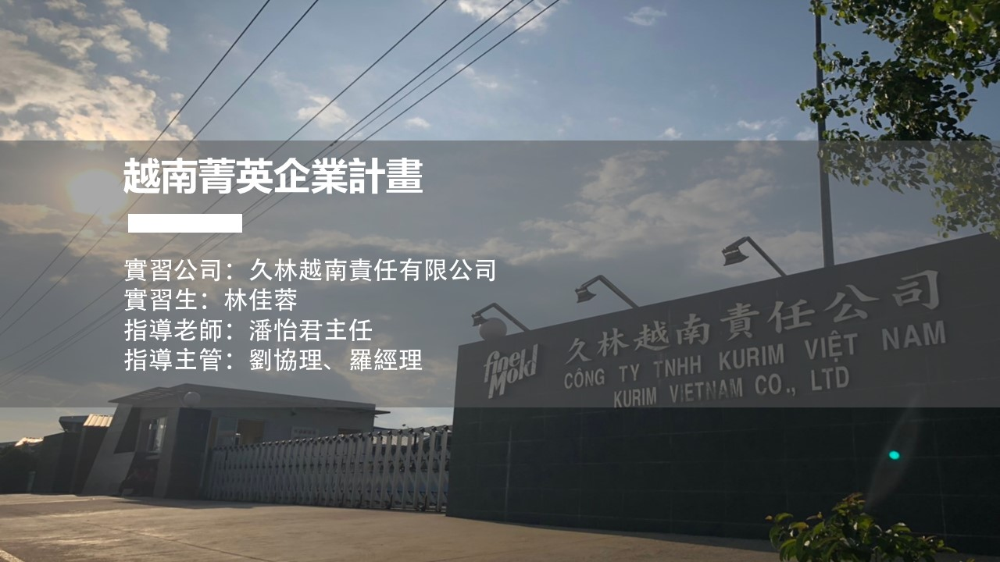 越南菁英企業計畫
實習公司：久林越南責任有限公司
實習生：林佳蓉
指導老師：潘怡君主任
指導主管：劉協理、羅經理
fine Mold
久林越南責任公司
CÔNG TY TNHH KURIM VIỆT NAM
KURIM VIETNAM CO., LTD